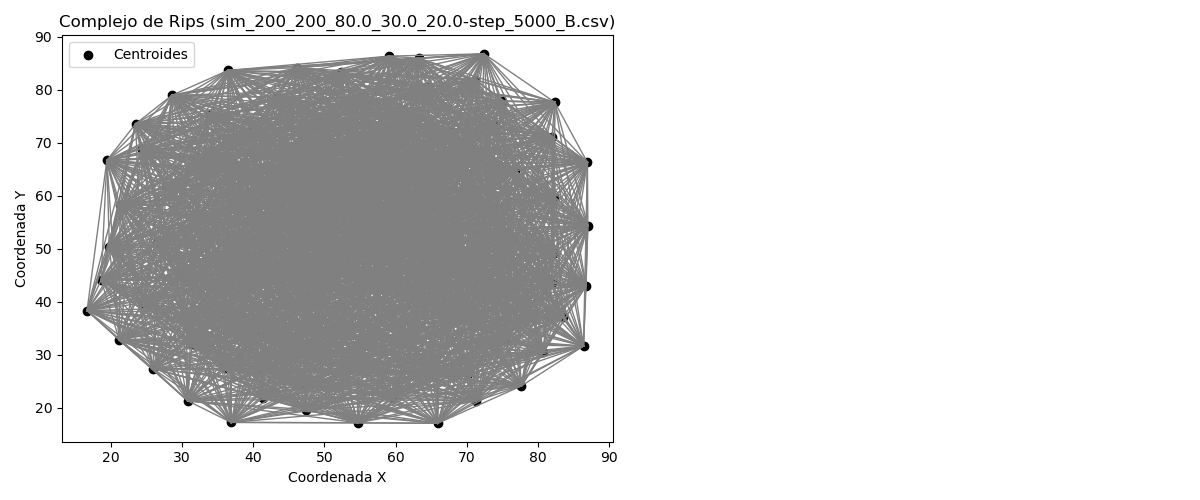 Complejo de Rips (sim_200_200_80.0_30.0_20.0-step_5000_B.csv)
Centroides
90
80
70
60
50
40
30
20
Coordenada Y
20 30 40 50 60 70 80 90
Coordenada X